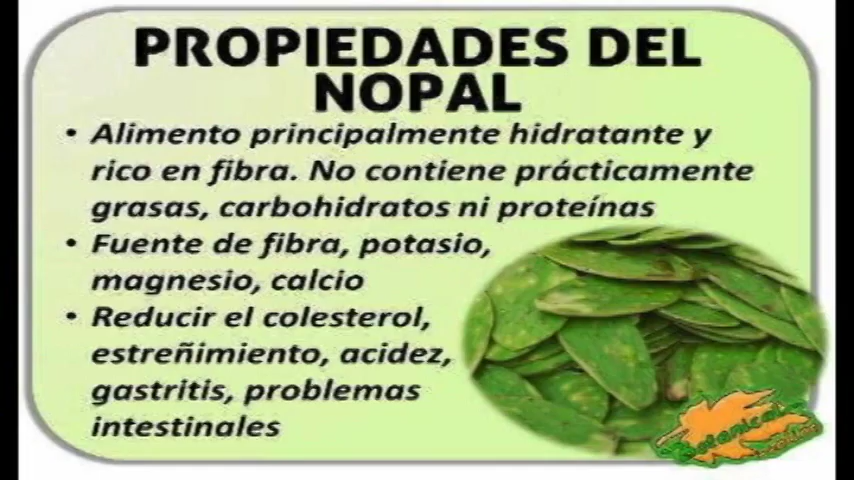 PROPIEDADES DEL
NOPAL
• Alimento principalmente hidratante y
rico en fibra. No contiene prácticamente
grasas, carbohidratos ni proteínas
• Fuente de fibra, potasio,
magnesio, calcio
• Reducir el colesterol,
estreñimiento, acidez,
gastritis, problemas
intestinales
Botanical